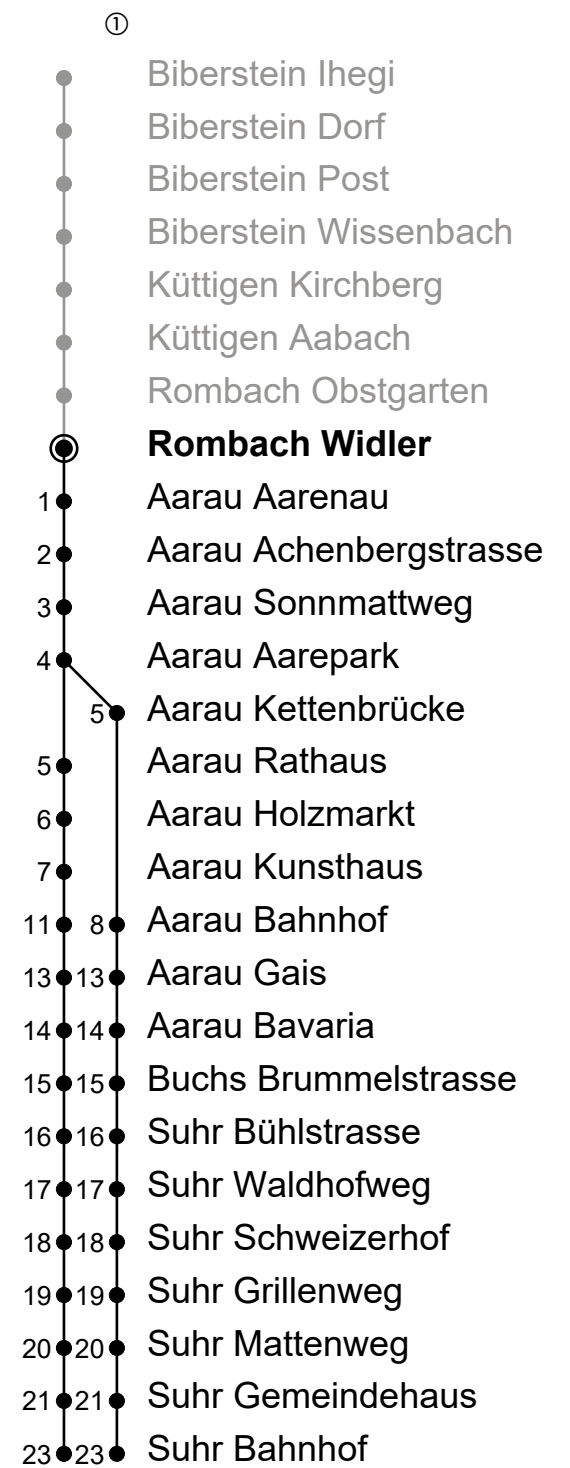 ①
Biberstein Ihegi
Biberstein Dorf
Biberstein Post
Biberstein Wissenbach
Küttigen Kirchberg
Küttigen Aabach
Rombach Obstgarten
Rombach Widler
1 Aarau Aarenau
2 Aarau Achenbergstrasse
3 Aarau Sonnmattweg
4 Aarau Aarepark
5 Aarau Kettenbrücke
5 Aarau Rathaus
6 Aarau Holzmarkt
7 Aarau Kunsthaus
11 8 Aarau Bahnhof
13 13 Aarau Gais
14 14 Aarau Bavaria
15 15 Buchs Brummelstrasse
16 16 Suhr Bühlstrasse
17 17 Suhr Waldhofweg
18 18 Suhr Schweizerhof
19 19 Suhr Grillenweg
20 20 Suhr Mattenweg
21 21 Suhr Gemeindehaus
23 23 Suhr Bahnhof